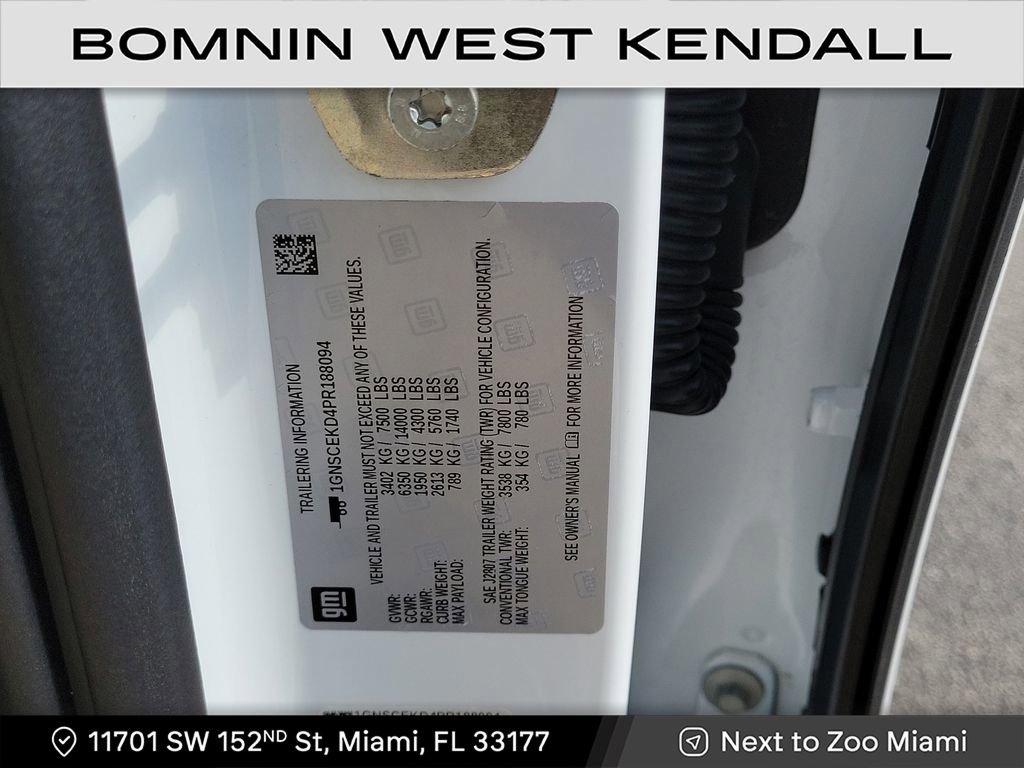 BOMNIN WEST KENDALL
gm
TRAILERING INFORMATION
1GNSCEKD4PR188094
VEHICLE AND TRAILER MUST NOT EXCEED ANY OF THESE VALUES.
GVWR: 3402 KG / 7500 LBS
GCWR: 6350 KG / 14000 LBS
RGAWR: 1950 KG / 4300 LBS
CURB WEIGHT: 2613 KG / 5760 LBS
MAX PAYLOAD: 789 KG / 1740 LBS
SAE J2807 TRAILER WEIGHT RATING (TWR) FOR VEHICLE CONFIGURATION.
CONVENTIONAL TWR: 3538 KG / 7800 LBS
MAX TONGUE WEIGHT: 354 KG / 780 LBS
SEE OWNER'S MANUAL FOR MORE INFORMATION
1GNSCEKD4PR188094
11701 SW 152ND St, Miami, FL 33177
Next to Zoo Miami